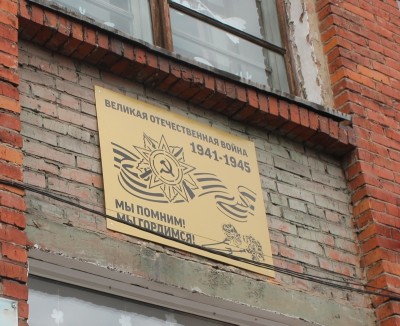 ВЕЛИКАЯ ОТЕЧЕСТВЕННАЯ ВОЙНА
1941-1945
МЫ ПОМНИМ!
МЫ ГОРДИМСЯ!